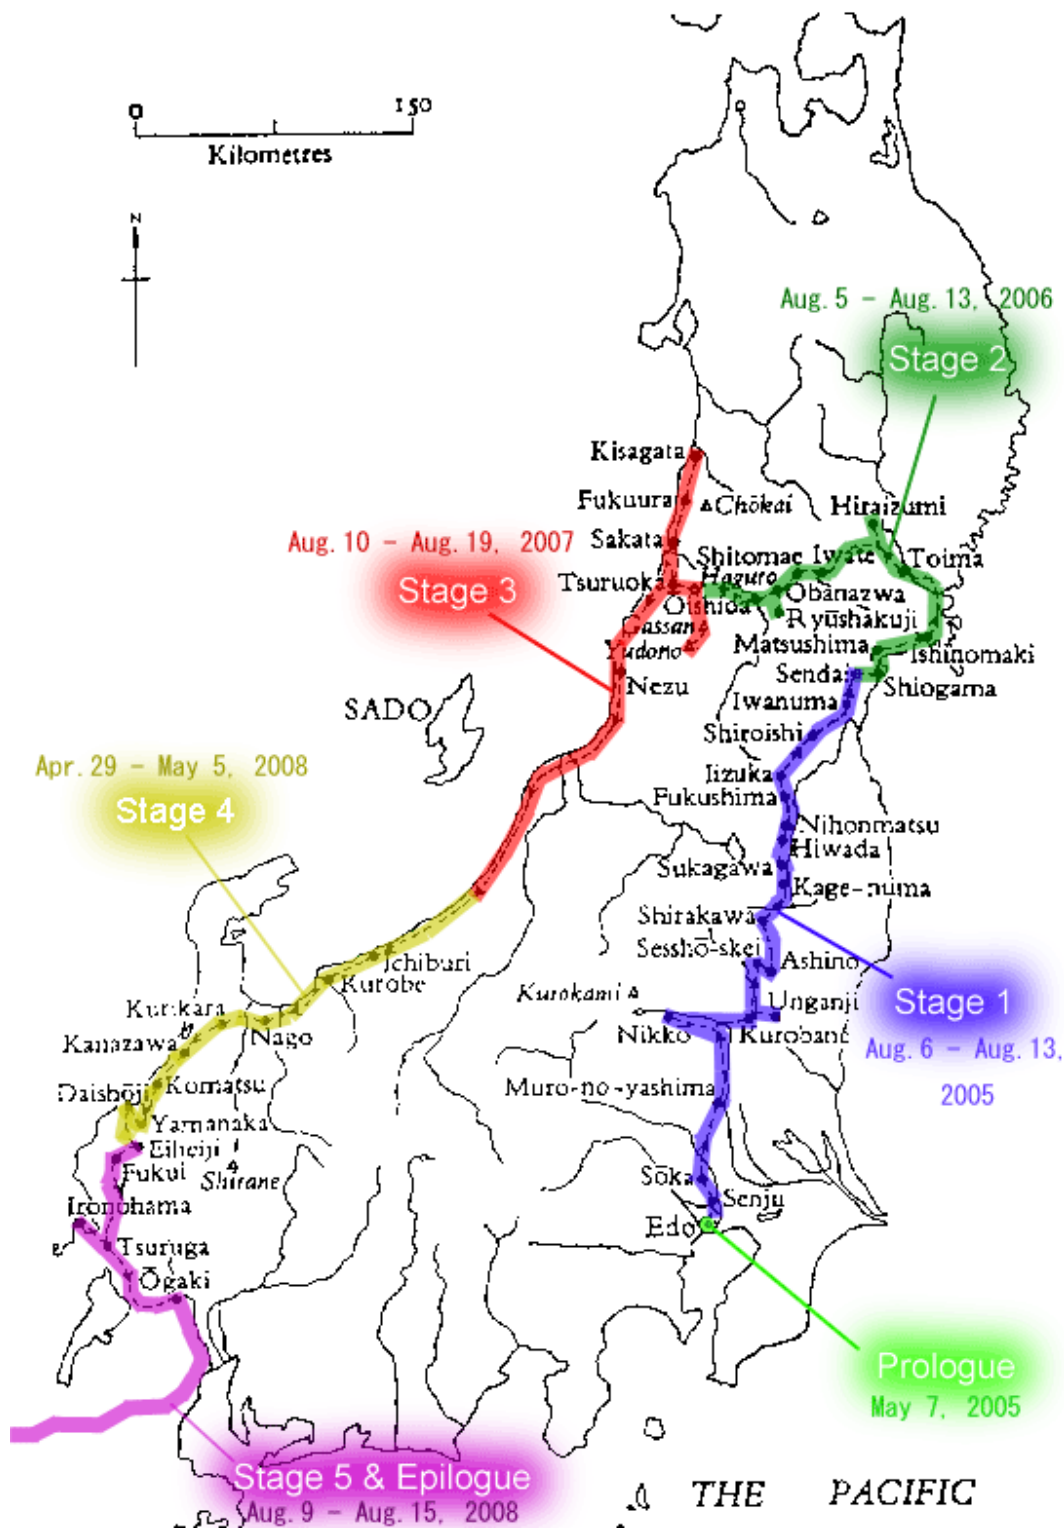 0 150
Kilometres
N
Aug. 5 - Aug. 13, 2006
Stage 2
Kisagata
Fukuura
Chōkai
Hiraizumi
Aug. 10 - Aug. 19, 2007
Sakata
Shitomae Iwate
Toima
Stage 3
Tsuruoka
Haguro
Obanazwa
Oishida
Ryūshakuji
Gassan
Matsushima
Ishinomaki
Yudono
Senda
Shiogama
Nezu
Iwanuma
SADO
Shiroishi
Apr. 29 - May 5, 2008
Iizuka
Fukushima
Stage 4
Nihonmatsu
Hiwada
Sukagawa
Kage-numa
Shirakawa
Sesshō-skei
Ashino
Ichiburi
Kurobe
Kurokami
Unganji
Stage 1
Kurikara
Nago
Nikko
Kurobane
Kanazawa
Aug. 6 - Aug. 13,
2005
Komatsu
Daishōji
Muro-no-yashima
Yamanaka
Eiheiji
Fukui
Shirane
Sōka
Senju
Ironohama
Edo
Tsuruga
Ōgaki
Prologue
May 7, 2005
Stage 5 & Epilogue
Aug. 9 - Aug. 15, 2008
THE PACIFIC